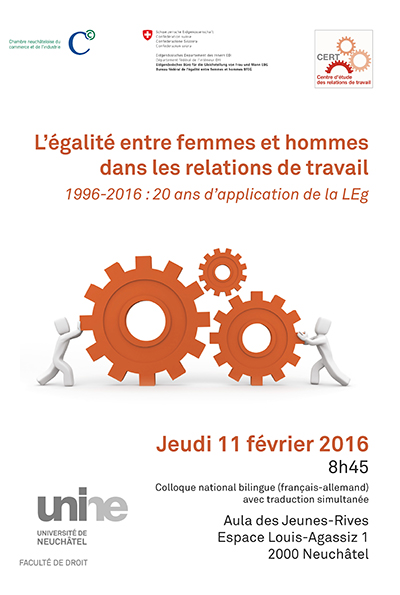 Chambre neuchâteloise du
commerce et de l'industrie
Schweizerische Eidgenossenschaft
Confédération suisse
Confederazione Svizzera
Confederaziun svizra
Eidgenössisches Departement des Innern EDI
Département fédéral de l'intérieur DFI
Eidgenössisches Büro für die Gleichstellung von Frau und Mann EBG
Bureau fédéral de l'égalité entre femmes et hommes BFEG
CERT
Centre d'étude
des relations de travail
L'égalité entre femmes et hommes
dans les relations de travail
1996-2016 : 20 ans d'application de la LEg
Jeudi 11 février 2016
8h45
Colloque national bilingue (français-allemand)
avec traduction simultanée
Aula des Jeunes-Rives
Espace Louis-Agassiz 1
2000 Neuchâtel
unine
UNIVERSITÉ DE
NEUCHÂTEL
FACULTÉ DE DROIT